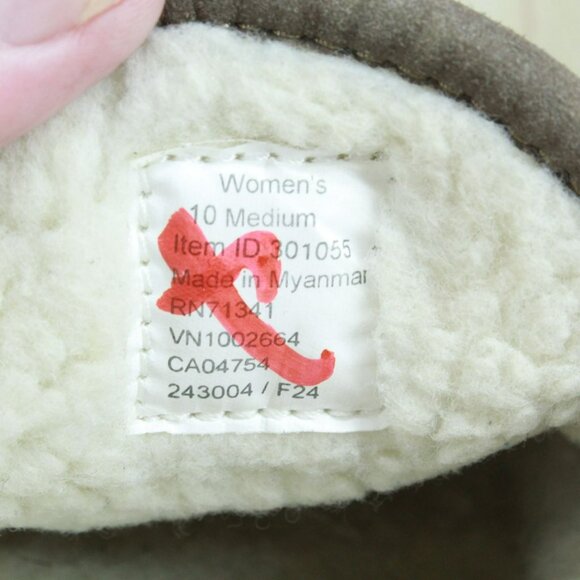 Women's
10 Medium
Item ID 301055
Made in Myanmar
RN71341
VN1002664
CA04754
243004 / F24